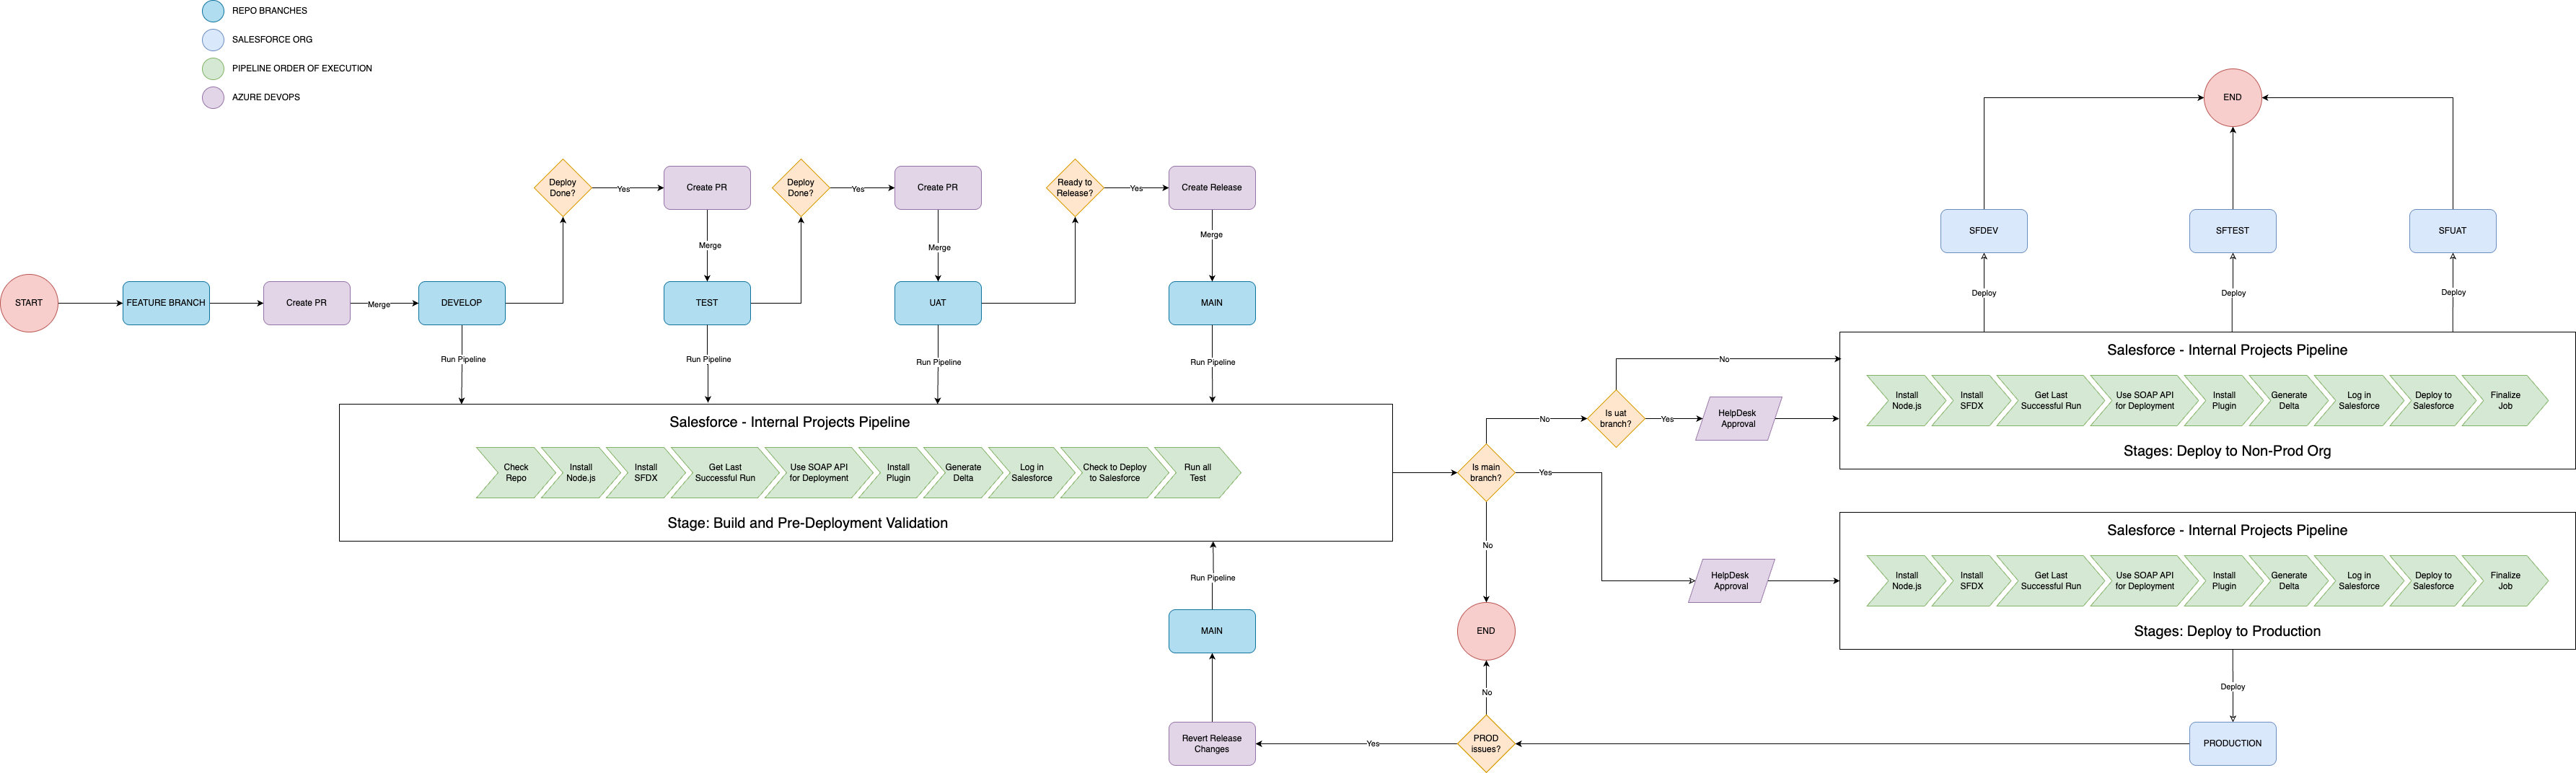 REPO BRANCHES
SALESFORCE ORG
PIPELINE ORDER OF EXECUTION
AZURE DEVOPS
END
Deploy
Done?
Yes
Create PR
Deploy
Done?
Yes
Create PR
Ready to
Release?
Yes
Create Release
Merge
Merge
Merge
SFDEV
SFTEST
SFUAT
START
FEATURE BRANCH
Create PR
Merge
DEVELOP
TEST
UAT
MAIN
Deploy
Deploy
Deploy
Run Pipeline
Run Pipeline
Run Pipeline
Run Pipeline
Salesforce - Internal Projects Pipeline
Check
Repo
Install
Node.js
Install
SFDX
Get Last
Successful Run
Use SOAP API
for Deployment
Install
Plugin
Generate
Delta
Log in
Salesforce
Check to Deploy
to Salesforce
Run all
Test
Stage: Build and Pre-Deployment Validation
Is main
branch?
No
Is uat
branch?
No
Yes
HelpDesk
Approval
Salesforce - Internal Projects Pipeline
Install
Node.js
Install
SFDX
Get Last
Successful Run
Use SOAP API
for Deployment
Install
Plugin
Generate
Delta
Log in
Salesforce
Deploy to
Salesforce
Finalize
Job
Stages: Deploy to Non-Prod Org
Yes
No
HelpDesk
Approval
Salesforce - Internal Projects Pipeline
Install
Node.js
Install
SFDX
Get Last
Successful Run
Use SOAP API
for Deployment
Install
Plugin
Generate
Delta
Log in
Salesforce
Deploy to
Salesforce
Finalize
Job
Stages: Deploy to Production
Run Pipeline
MAIN
END
No
Deploy
Revert Release
Changes
Yes
PROD
issues?
PRODUCTION